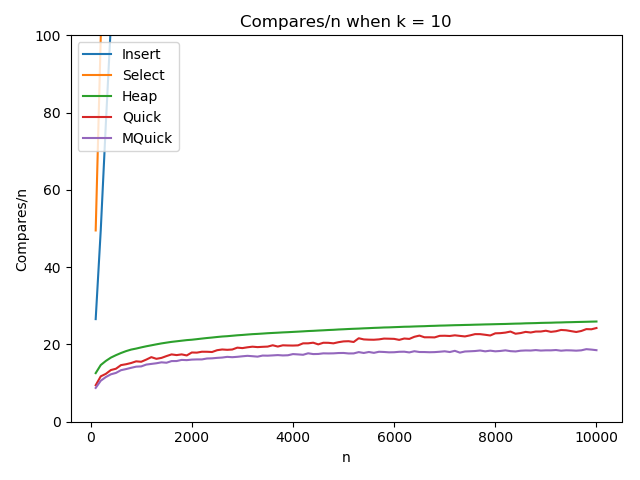 Compares/n when k = 10
100
80
60
40
20
0
Compares/n
Insert
Select
Heap
Quick
MQuick
0 2000 4000 6000 8000 10000
n